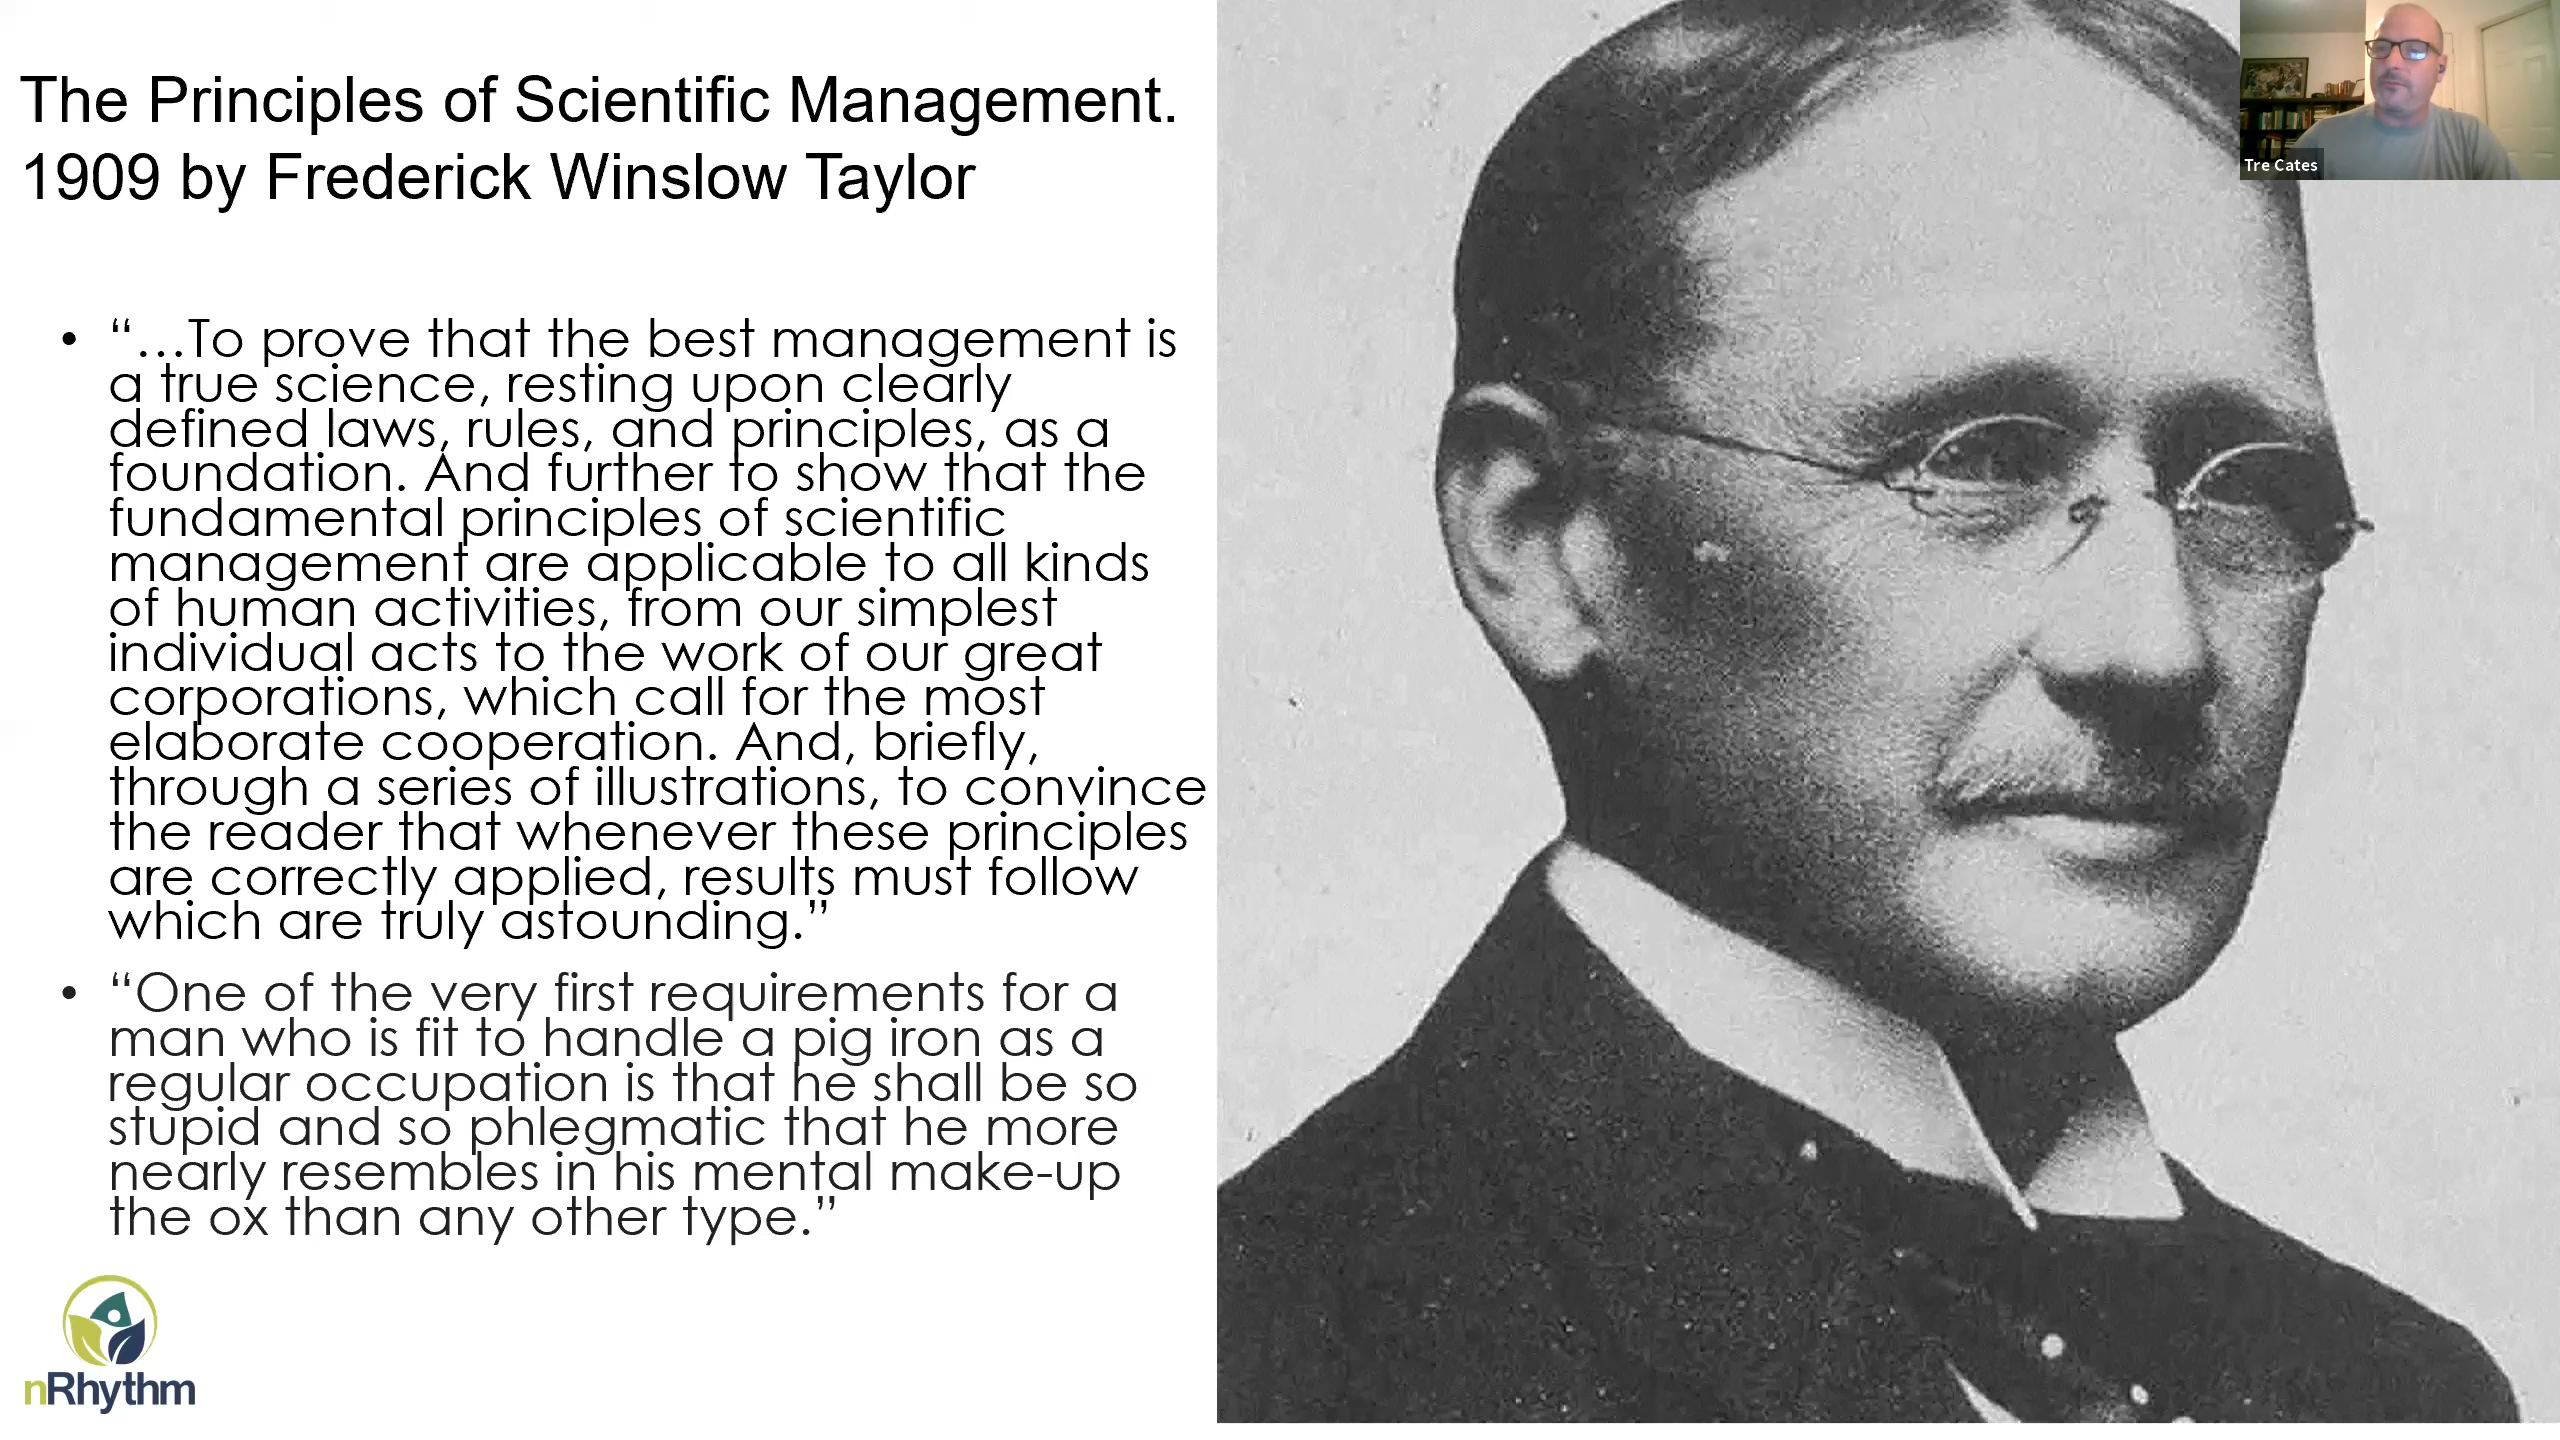 The Principles of Scientific Management.
1909 by Frederick Winslow Taylor
• “…To prove that the best management is
a true science, resting upon clearly
defined laws, rules, and principles, as a
foundation. And further to show that the
fundamental principles of scientific
management are applicable to all kinds
of human activities, from our simplest
individual acts to the work of our great
corporations, which call for the most
elaborate cooperation. And, briefly,
through a series of illustrations, to convince
the reader that whenever these principles
are correctly applied, results must follow
which are truly astounding.”
• “One of the very first requirements for a
man who is fit to handle a pig iron as a
regular occupation is that he shall be so
stupid and so phlegmatic that he more
nearly resembles in his mental make-up
the ox than any other type.”
nRhythm
Tre Cates